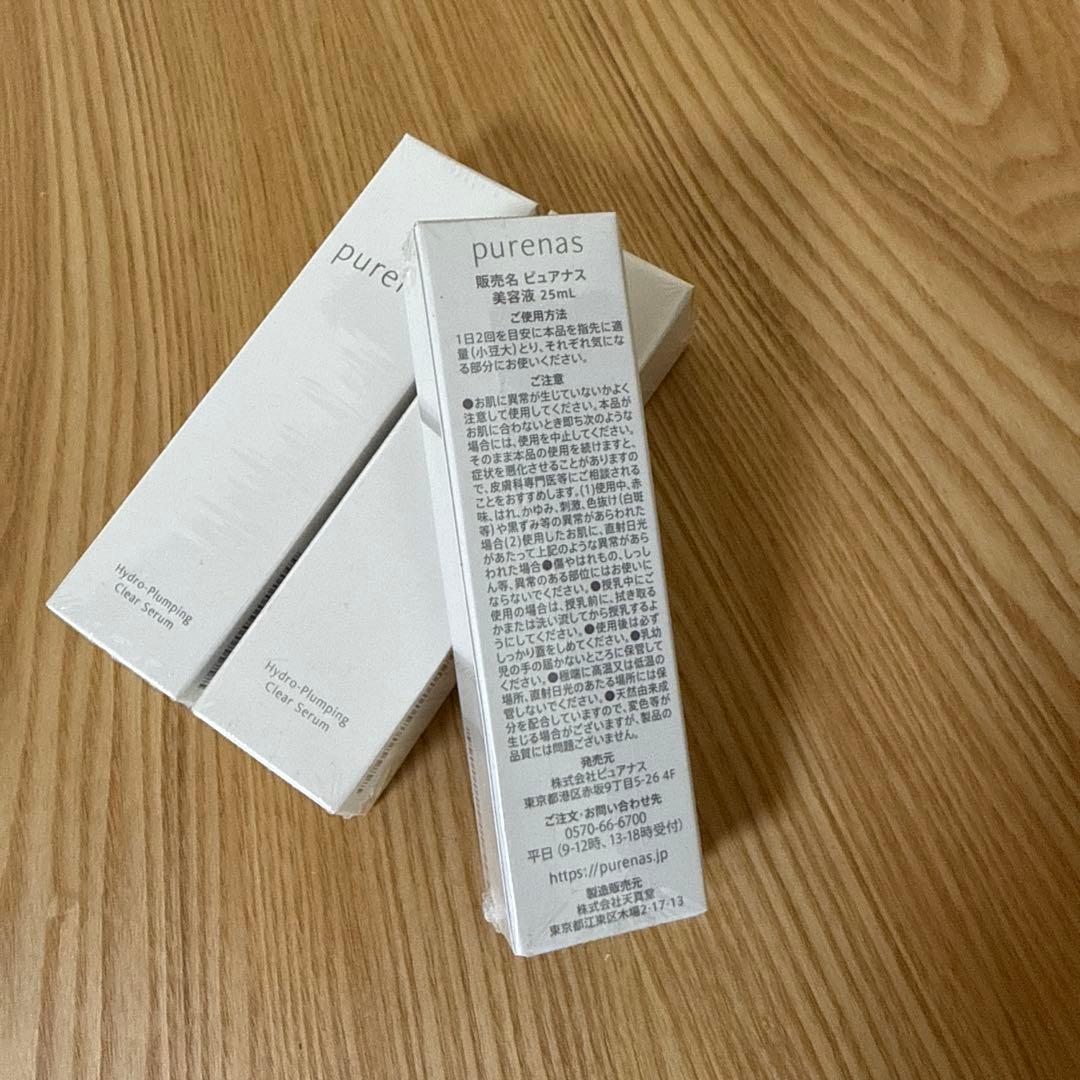 puren
Hydro-Plumping
Clear Serum
Hydro-Plumping
Clear Serum
purenas
販売名 ピュアナス
美容液 25mL
ご使用方法
1日2回を目安に本品を指先に適
量(小豆大)とり、それぞれ気にな
る部分にお使いください。
ご注意
●お肌に異常が生じていないかよく
注意して使用してください。本品が
お肌に合わないとき即ち次のような
場合には、使用を中止してください。
そのまま本品の使用を続けますと、
症状を悪化させることがありますの
で、皮膚科専門医等にご相談される
ことをおすすめします。(1)使用中、赤
味、はれ、かゆみ、刺激、色抜け(白斑
等)や黒ずみ等の異常があらわれた
場合(2)使用したお肌に、直射日光
があたって上記のような異常があら
われた場合●傷やはれもの、しっし
ん等、異常のある部位にはお使いに
ならないでください。●授乳中にご
使用の場合は、授乳前に、拭き取る
かまたは洗い流してから授乳するよ
うにしてください。●使用後は必ず
しっかり蓋をしめてください。●乳幼
児の手の届かないところに保管して
ください。●極端に高温又は低温の
場所、直射日光のあたる場所には保
管しないでください。●天然由来成
分を配合していますので、変色等が
生じる場合がございますが、製品の
品質には問題ございません。
発売元
株式会社ピュアナス
東京都港区赤坂9丁目5-26 4F
ご注文・お問い合わせ先
0570-66-6700
平日(9-12時、13-18時受付)
https://purenas.jp
製造販売元
株式会社天真堂
東京都江東区木場2-17-13